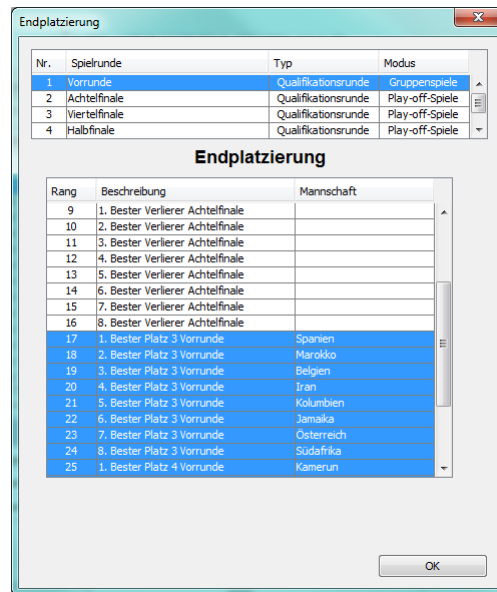 Endplatzierung
Nr. Spielrunde Typ Modus
1 Vorrunde Qualifikationsrunde Gruppenspiele
2 Achtelfinale Qualifikationsrunde Play-off-Spiele
3 Viertelfinale Qualifikationsrunde Play-off-Spiele
4 Halbfinale Qualifikationsrunde Play-off-Spiele
Endplatzierung
Rang Beschreibung Mannschaft
9 1. Bester Verlierer Achtelfinale
10 2. Bester Verlierer Achtelfinale
11 3. Bester Verlierer Achtelfinale
12 4. Bester Verlierer Achtelfinale
13 5. Bester Verlierer Achtelfinale
14 6. Bester Verlierer Achtelfinale
15 7. Bester Verlierer Achtelfinale
16 8. Bester Verlierer Achtelfinale
17 1. Bester Platz 3 Vorrunde Spanien
18 2. Bester Platz 3 Vorrunde Marokko
19 3. Bester Platz 3 Vorrunde Belgien
20 4. Bester Platz 3 Vorrunde Iran
21 5. Bester Platz 3 Vorrunde Kolumbien
22 6. Bester Platz 3 Vorrunde Jamaika
23 7. Bester Platz 3 Vorrunde Österreich
24 8. Bester Platz 3 Vorrunde Südafrika
25 1. Bester Platz 4 Vorrunde Kamerun
OK